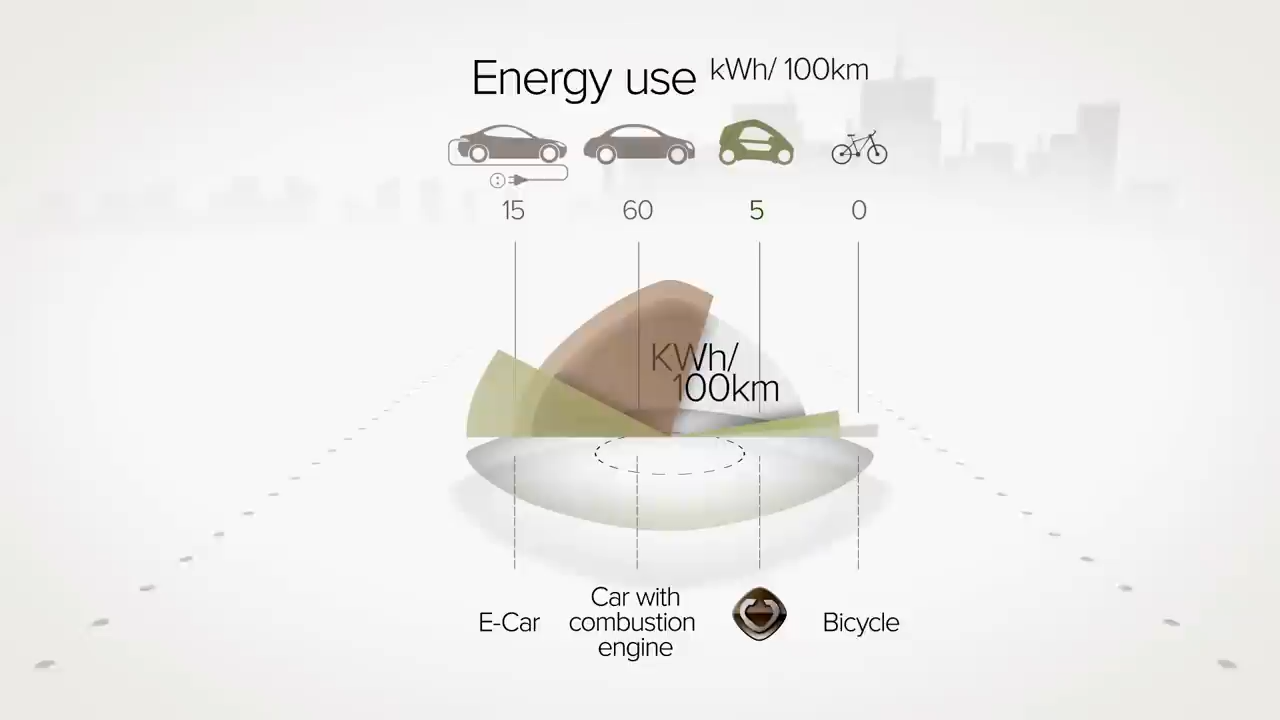 Energy use kWh/ 100km
15 60 5 0
KWh/
100km
E-Car
Car with
combustion
engine
Bicycle